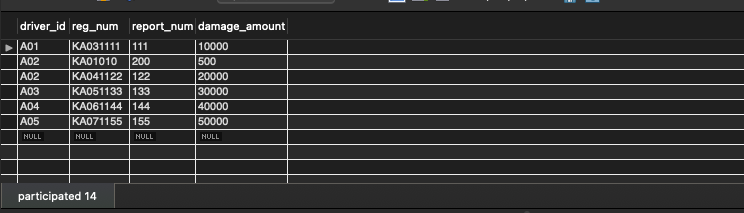 driver_id reg_num report_num damage_amount
A01 KA031111 111 10000
A02 KA01010 200 500
A02 KA041122 122 20000
A03 KA051133 133 30000
A04 KA061144 144 40000
A05 KA071155 155 50000
NULL NULL NULL NULL
participated 14